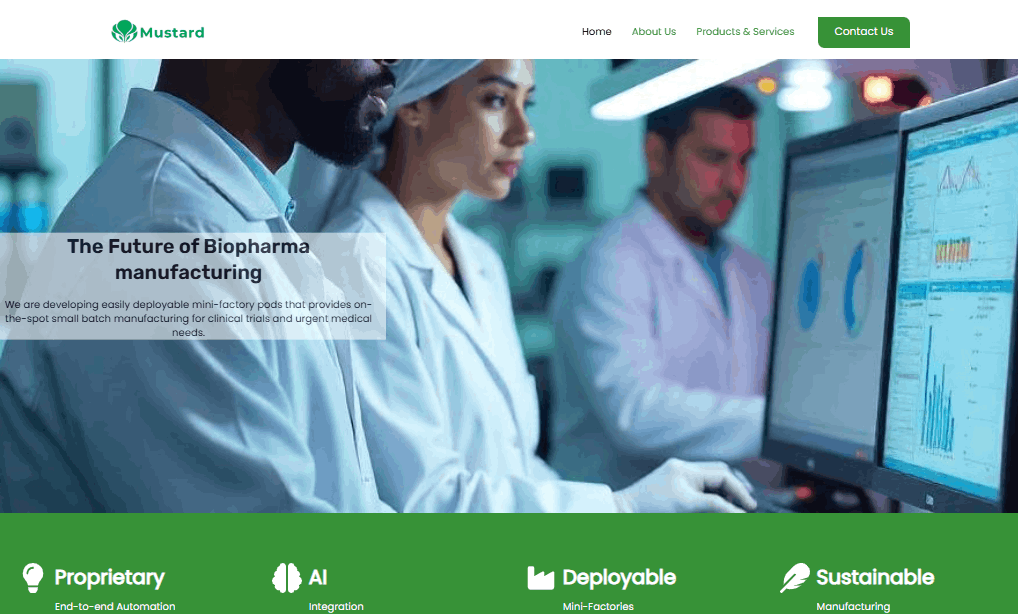 Mustard
Home
About Us
Products & Services
Contact Us
The Future of Biopharma
manufacturing
We are developing easily deployable mini-factory pods that provides on-
the-spot small batch manufacturing for clinical trials and urgent medical
needs.
Proprietary
End-to-end Automation
AI
Integration
Deployable
Mini-Factories
Sustainable
Manufacturing